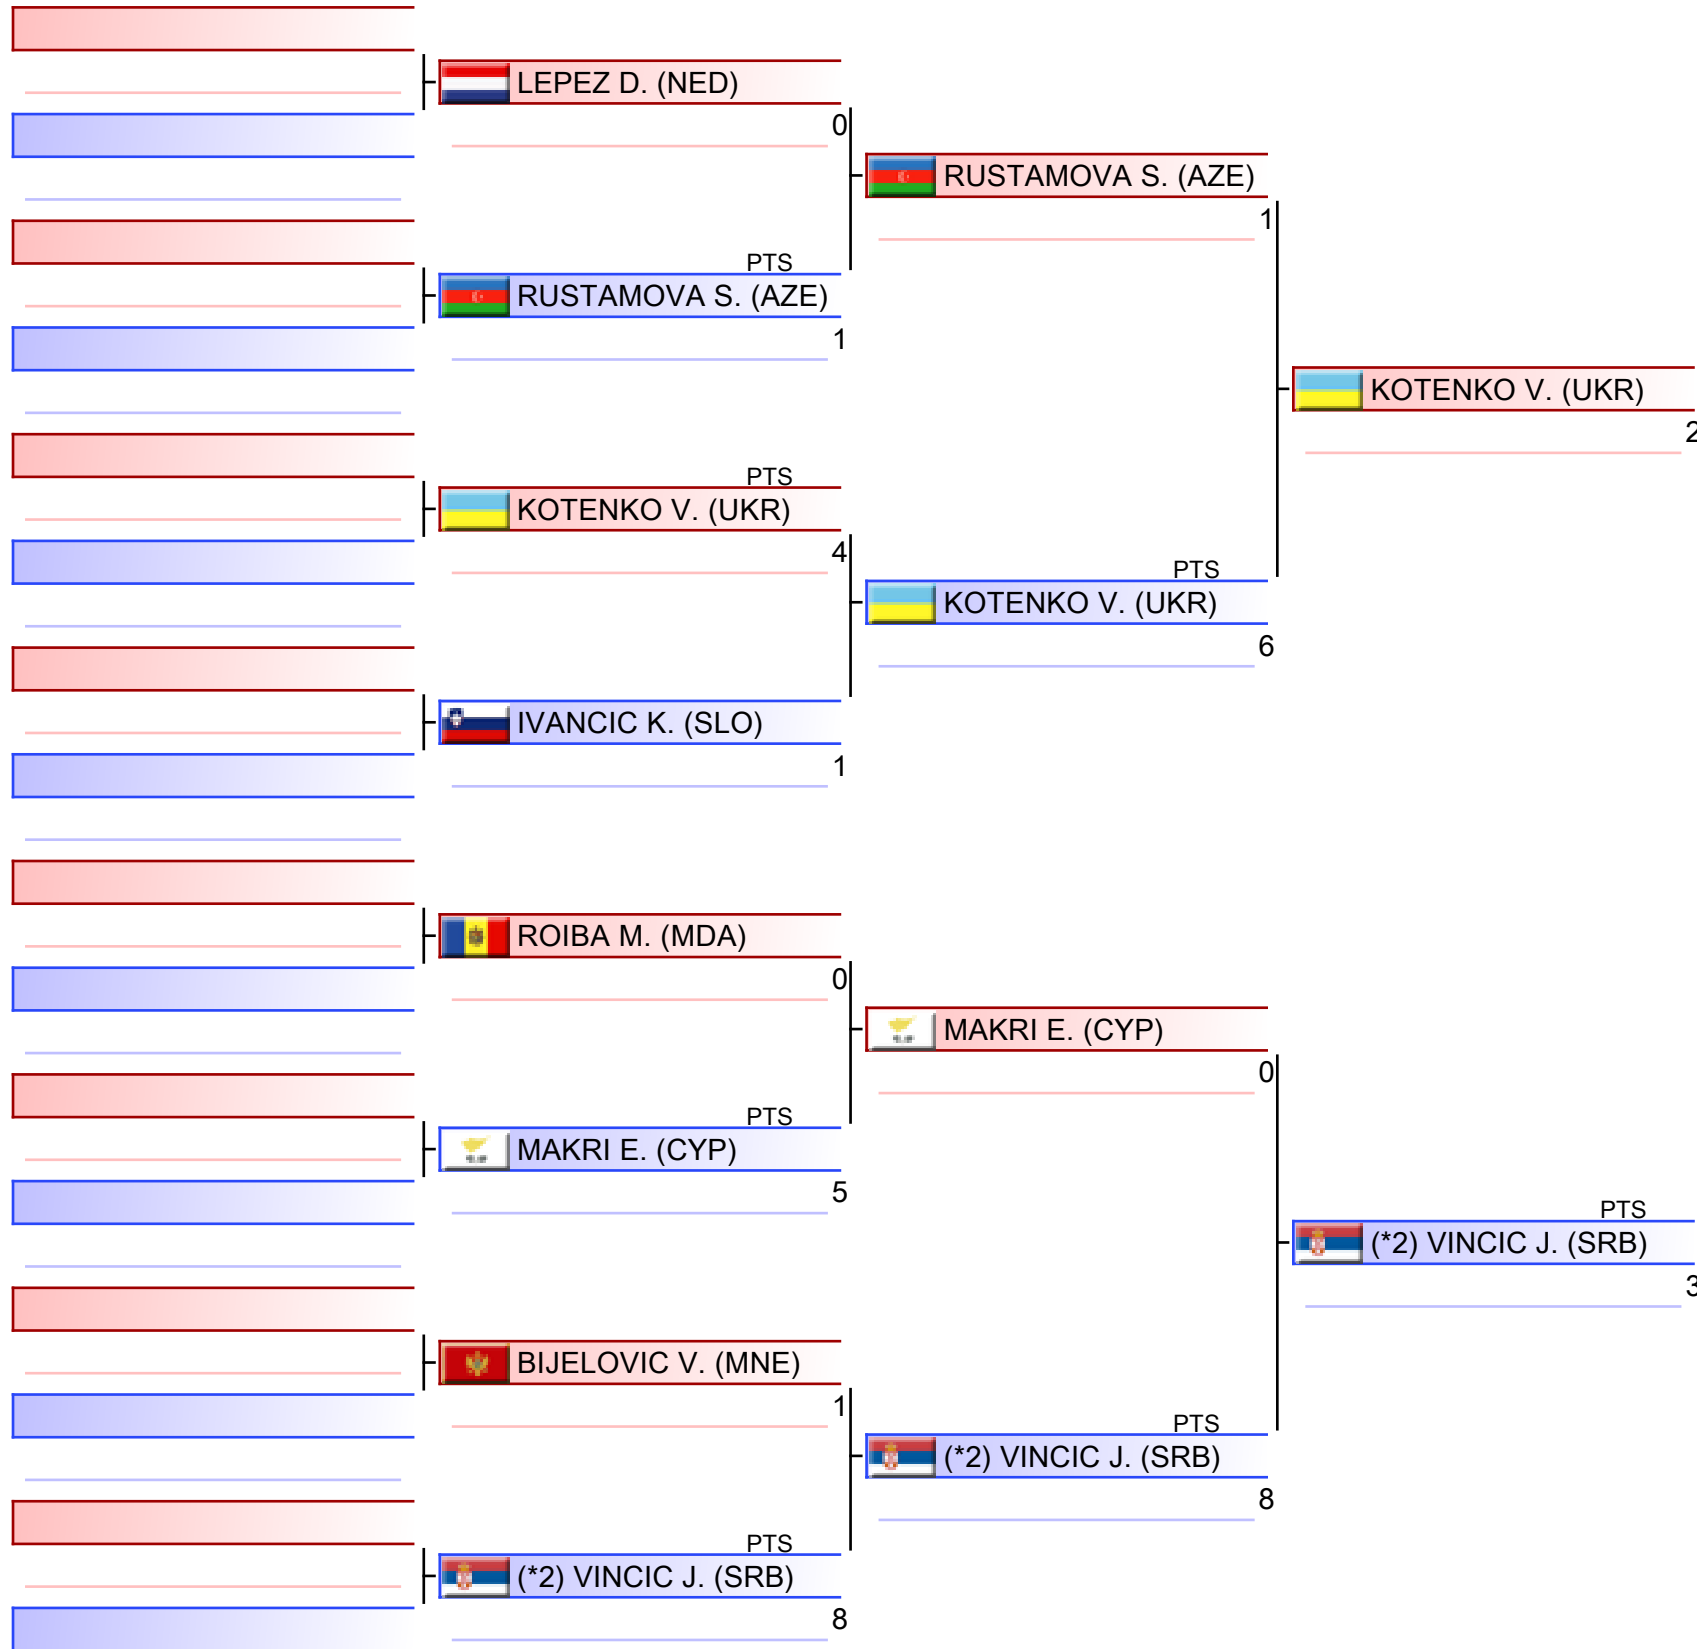 LEPEZ D. (NED)
0
PTS
RUSTAMOVA S. (AZE)
1
PTS
KOTENKO V. (UKR)
4
IVANCIC K. (SLO)
1
ROIBA M. (MDA)
0
PTS
MAKRI E. (CYP)
5
BIJELOVIC V. (MNE)
1
PTS
(*2) VINCIC J. (SRB)
8
RUSTAMOVA S. (AZE)
1
PTS
KOTENKO V. (UKR)
6
MAKRI E. (CYP)
0
PTS
(*2) VINCIC J. (SRB)
8
KOTENKO V. (UKR)
2
PTS
(*2) VINCIC J. (SRB)
3